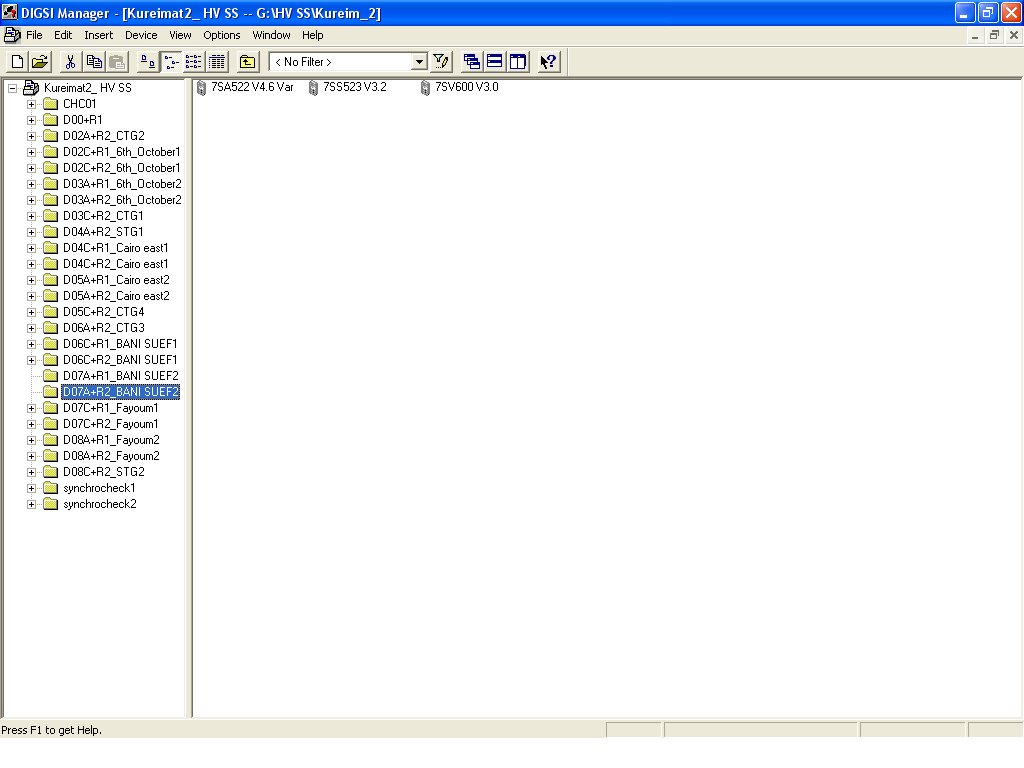 DIGSI Manager - [Kureimat2_ HV SS -- G:\HV SS\Kureim_2]
File Edit Insert Device View Options Window Help
< No Filter >
Kureimat2_ HV SS
7SA522 V4.6 Var 7SS523 V3.2 7SV600 V3.0
CHC01
D00+R1
D02A+R2_CTG2
D02C+R1_6th_October1
D02C+R2_6th_October1
D03A+R1_6th_October2
D03A+R2_6th_October2
D03C+R2_CTG1
D04A+R2_STG1
D04C+R1_Cairo east1
D04C+R2_Cairo east1
D05A+R1_Cairo east2
D05A+R2_Cairo east2
D05C+R2_CTG4
D06A+R2_CTG3
D06C+R1_BANI SUEF1
D06C+R2_BANI SUEF1
D07A+R1_BANI SUEF2
D07A+R2_BANI SUEF2
D07C+R1_Fayoum1
D07C+R2_Fayoum1
D08A+R1_Fayoum2
D08A+R2_Fayoum2
D08C+R2_STG2
synchrocheck1
synchrocheck2
Press F1 to get Help.